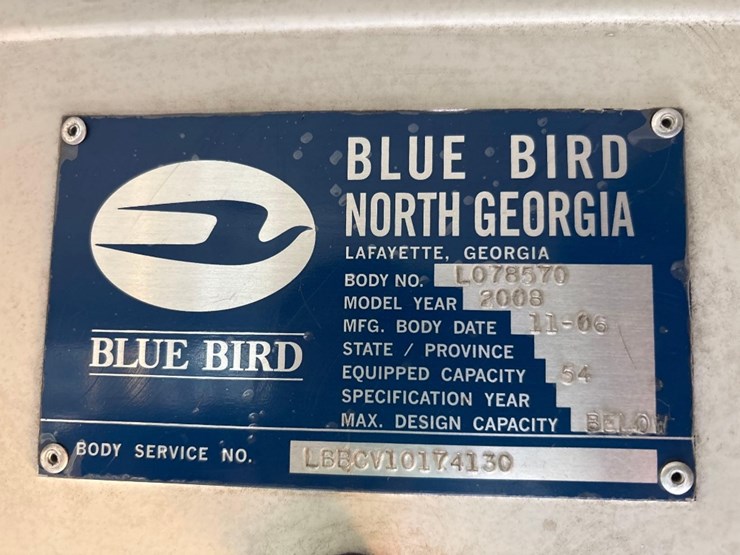 BLUE BIRD
NORTH GEORGIA
LAFAYETTE, GEORGIA
BODY NO. L078570
MODEL YEAR 2008
MFG. BODY DATE 11-06
STATE / PROVINCE
EQUIPPED CAPACITY 54
SPECIFICATION YEAR
MAX. DESIGN CAPACITY BELOW
BLUE BIRD
BODY SERVICE NO. LBBCV10174130